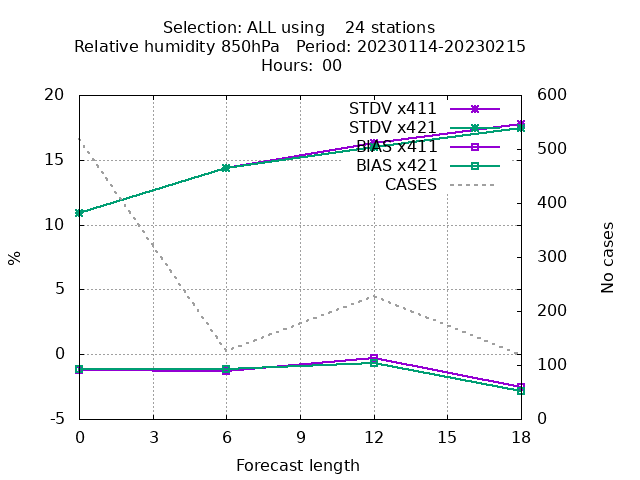 Selection: ALL using    24 stations
Relative humidity 850hPa   Period: 20230114-20230215
Hours: 00
STDV x411
STDV x421
BIAS x411
BIAS x421
CASES
20
15
10
5
0
-5
%
600
500
400
300
200
100
0
No cases
0 3 6 9 12 15 18
Forecast length